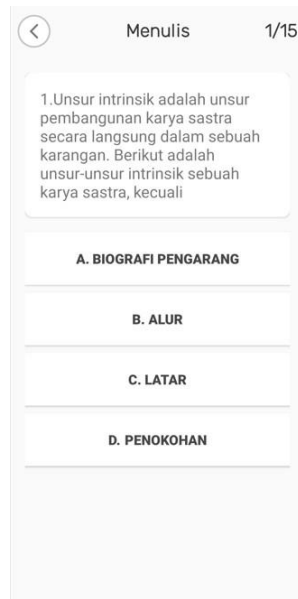 Menulis 1/15
1.Unsur intrinsik adalah unsur
pembangunan karya sastra
secara langsung dalam sebuah
karangan. Berikut adalah
unsur-unsur intrinsik sebuah
karya sastra, kecuali
A. BIOGRAFI PENGARANG
B. ALUR
C. LATAR
D. PENOKOHAN